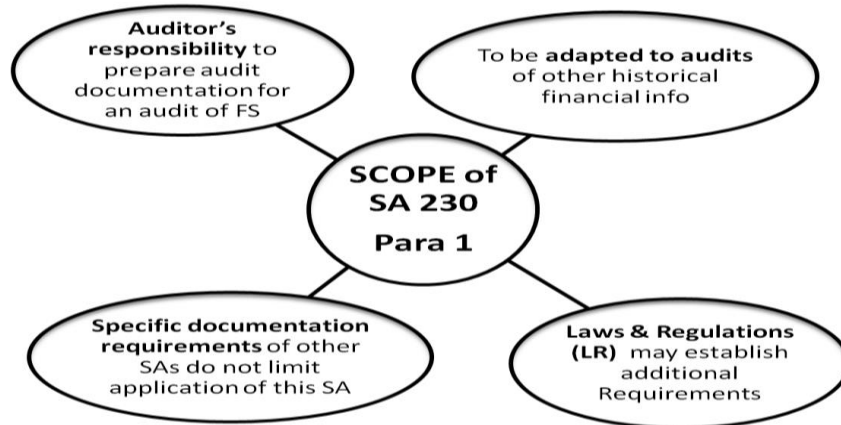 Auditor's
responsibility to
prepare audit
documentation for
an audit of FS
To be adapted to audits
of other historical
financial info
SCOPE of
SA 230
Para 1
Specific documentation
requirements of other
SAs do not limit
application of this SA
Laws & Regulations
(LR) may establish
additional
Requirements